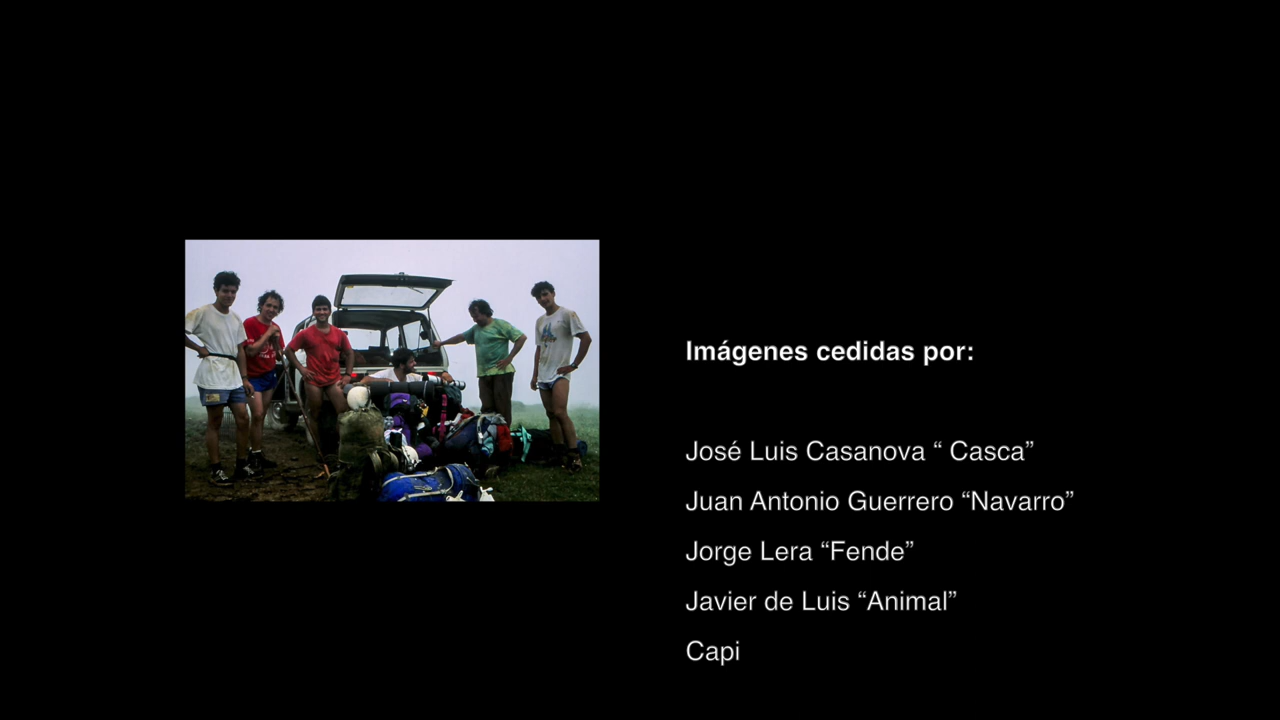 Imágenes cedidas por:
José Luis Casanova “ Casca”
Juan Antonio Guerrero “Navarro”
Jorge Lera “Fende”
Javier de Luis “Animal”
Capi